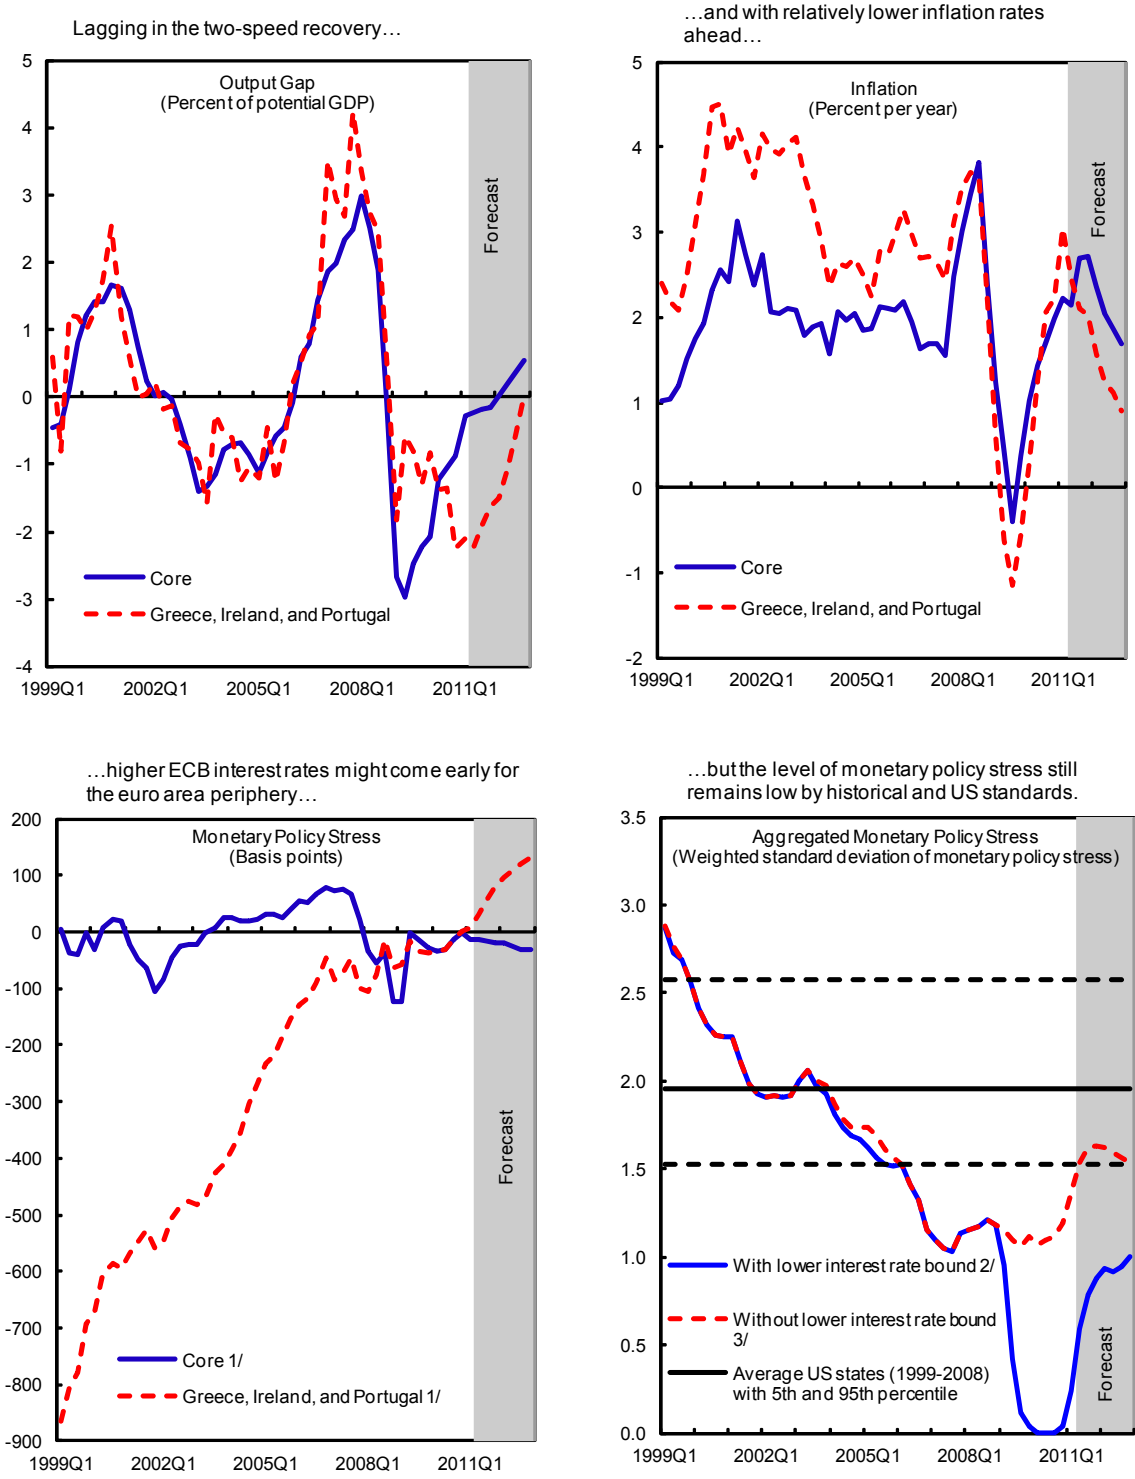 Lagging in the two-speed recovery…
Output Gap
(Percent of potential GDP)
5
4
3
2
1
0
-1
-2
-3
-4
Forecast
Core
Greece, Ireland, and Portugal
1999Q1 2002Q1 2005Q1 2008Q1 2011Q1
…and with relatively lower inflation rates
ahead…
Inflation
(Percent per year)
5
4
3
2
1
0
-1
-2
Forecast
Core
Greece, Ireland, and Portugal
1999Q1 2002Q1 2005Q1 2008Q1 2011Q1
…higher ECB interest rates might come early for
the euro area periphery…
Monetary Policy Stress
(Basis points)
200
100
0
-100
-200
-300
-400
-500
-600
-700
-800
-900
Forecast
Core 1/
Greece, Ireland, and Portugal 1/
1999Q1 2002Q1 2005Q1 2008Q1 2011Q1
…but the level of monetary policy stress still
remains low by historical and US standards.
Aggregated Monetary Policy Stress
(Weighted standard deviation of monetary policy stress)
3.5
3.0
2.5
2.0
1.5
1.0
0.5
0.0
With lower interest rate bound 2/
Without lower interest rate bound
3/
Average US states (1999-2008)
with 5th and 95th percentile
Forecast
1999Q1 2002Q1 2005Q1 2008Q1 2011Q1